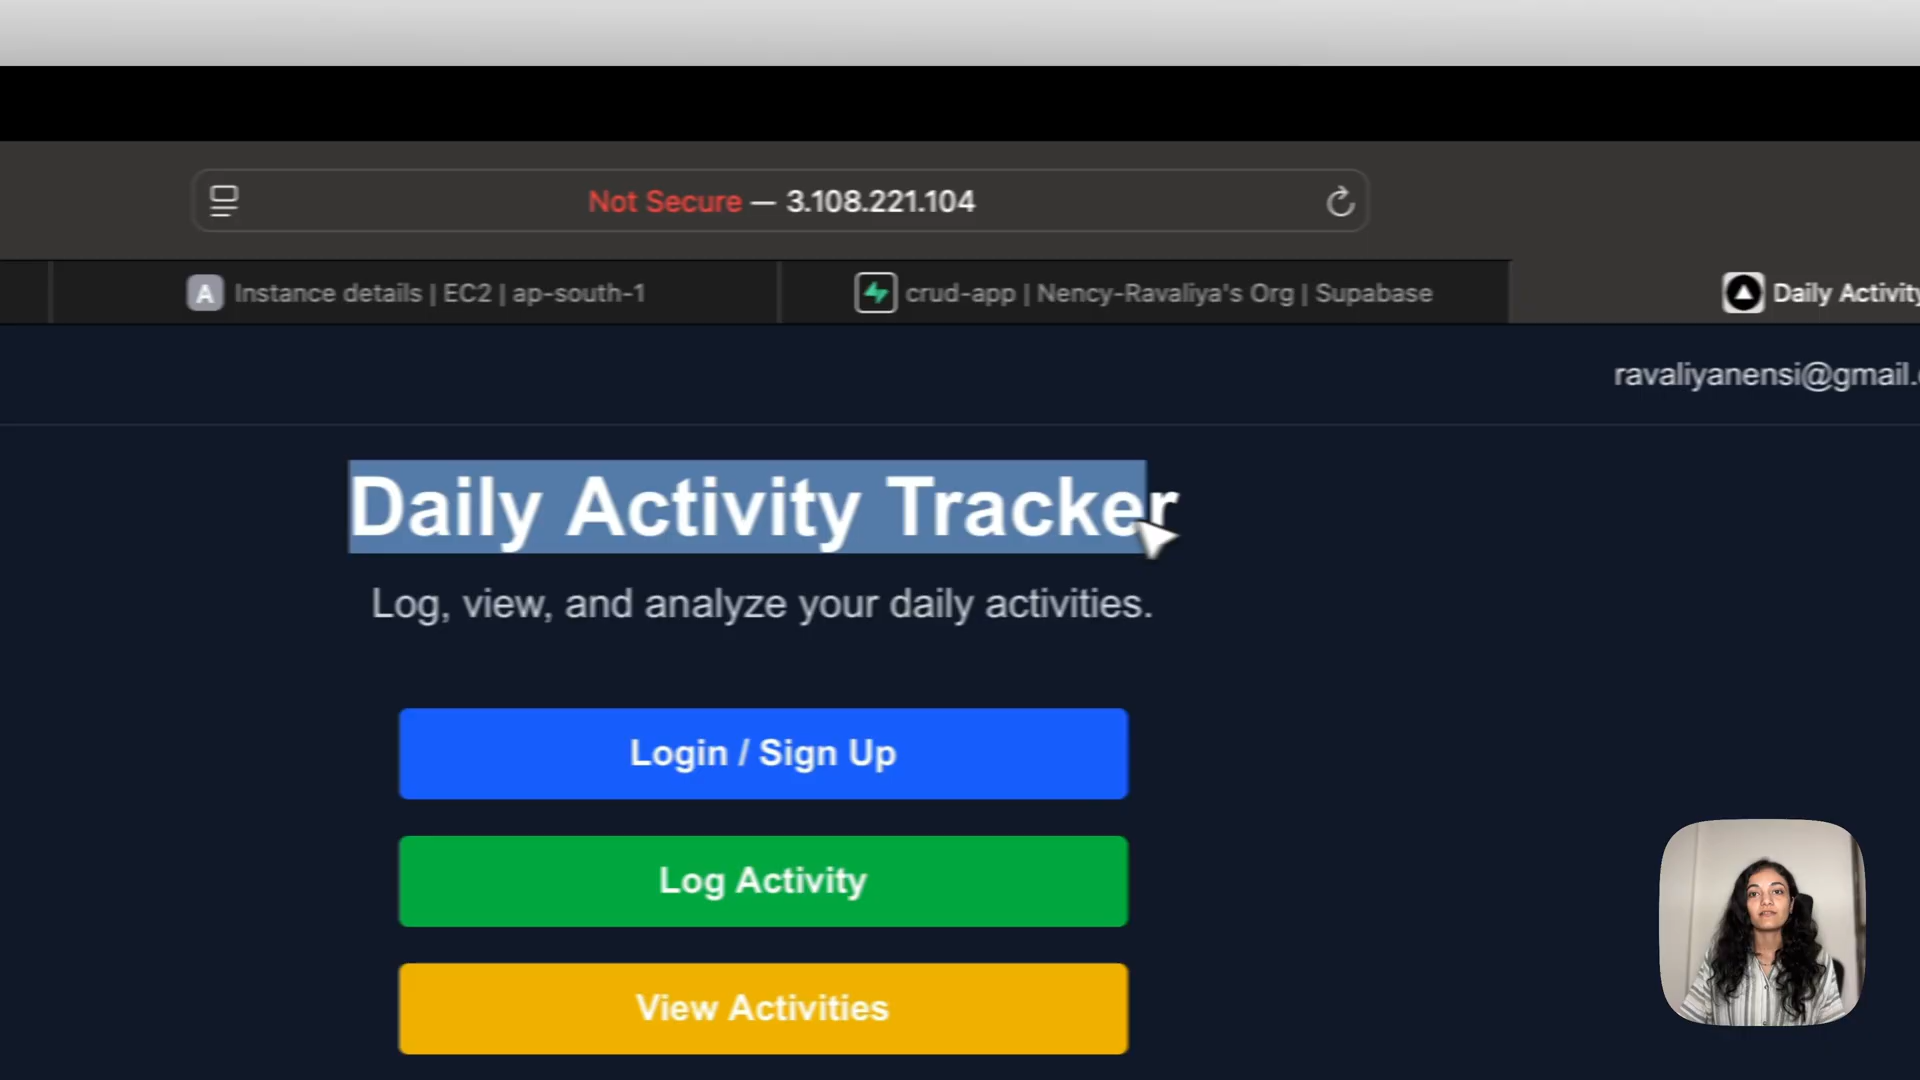 Not Secure — 3.108.221.104
A Instance details | EC2 | ap-south-1
crud-app | Nency-Ravaliya's Org | Supabase
Daily Activity
ravaliyanensi@gmail.
Daily Activity Tracker
Log, view, and analyze your daily activities.
Login / Sign Up
Log Activity
View Activities